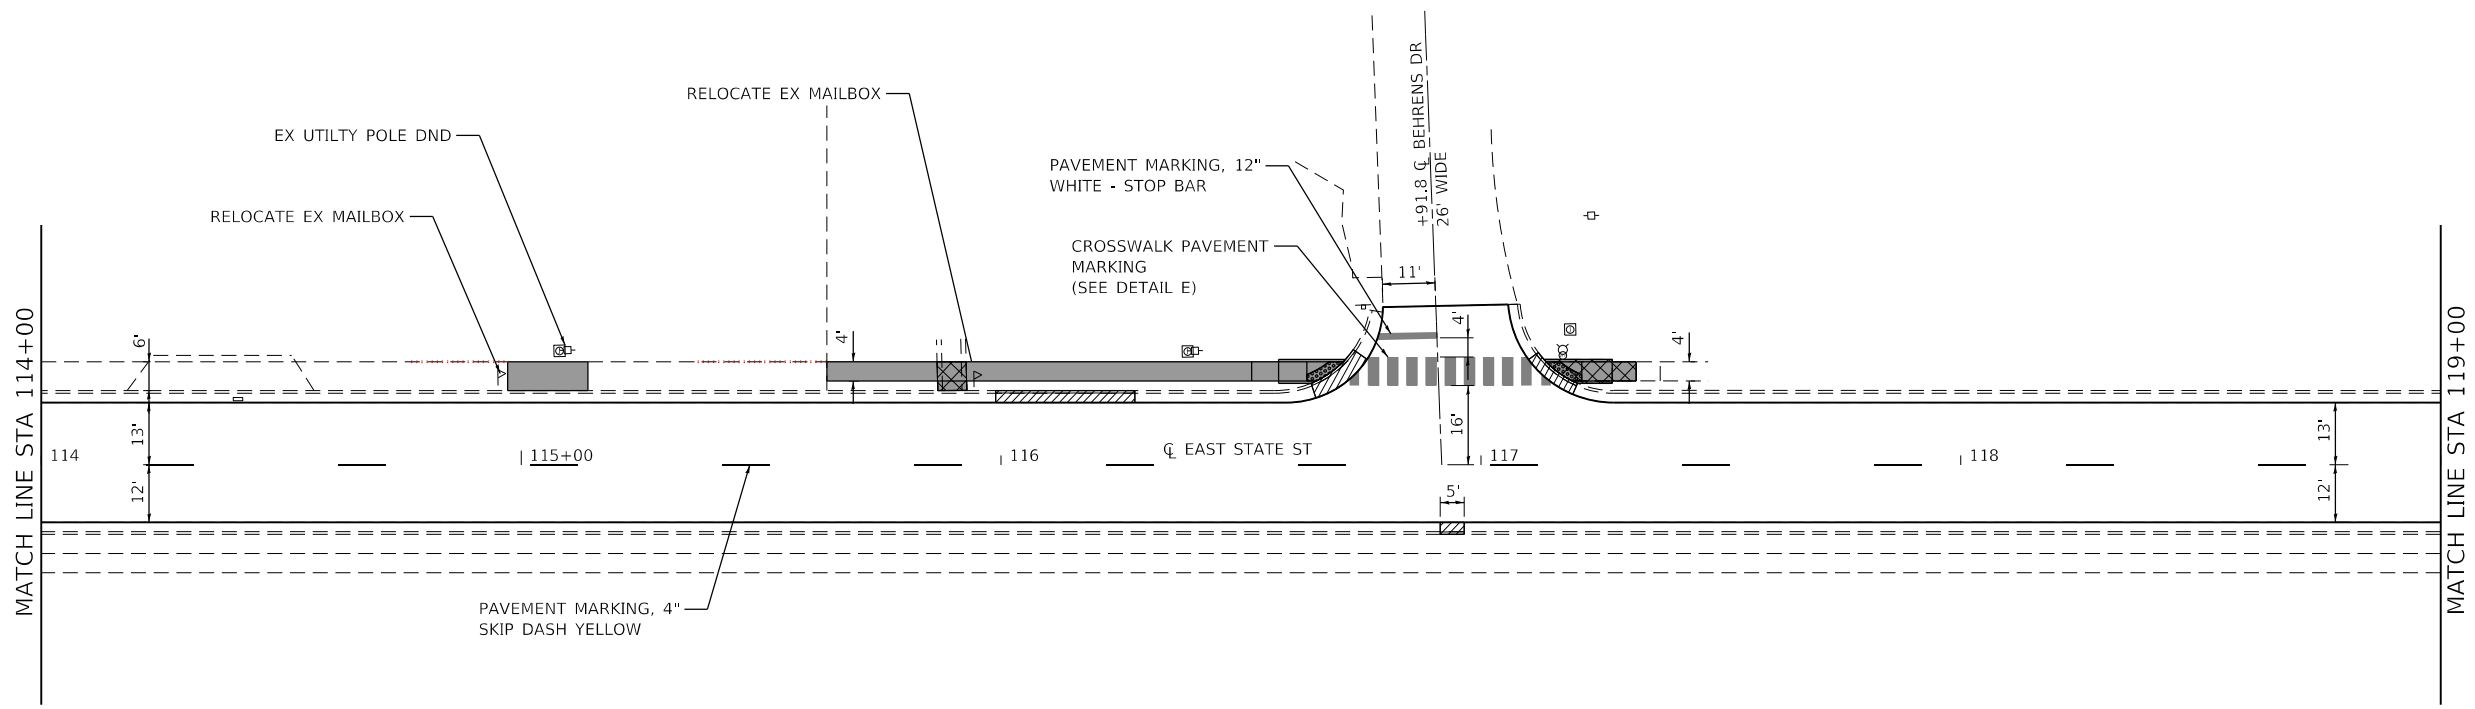 RELOCATE EX MAILBOX
EX UTILTY POLE DND
PAVEMENT MARKING, 12"
WHITE - STOP BAR
RELOCATE EX MAILBOX
CROSSWALK PAVEMENT
MARKING
(SEE DETAIL E)
+91.8 ℄ BEHRENS DR
26' WIDE
11'
4'
6'
4'
4'
MATCH LINE STA 114+00
MATCH LINE STA 119+00
13'
16'
13'
114
115+00
116
℄ EAST STATE ST
117
118
12'
5'
12'
PAVEMENT MARKING, 4"
SKIP DASH YELLOW